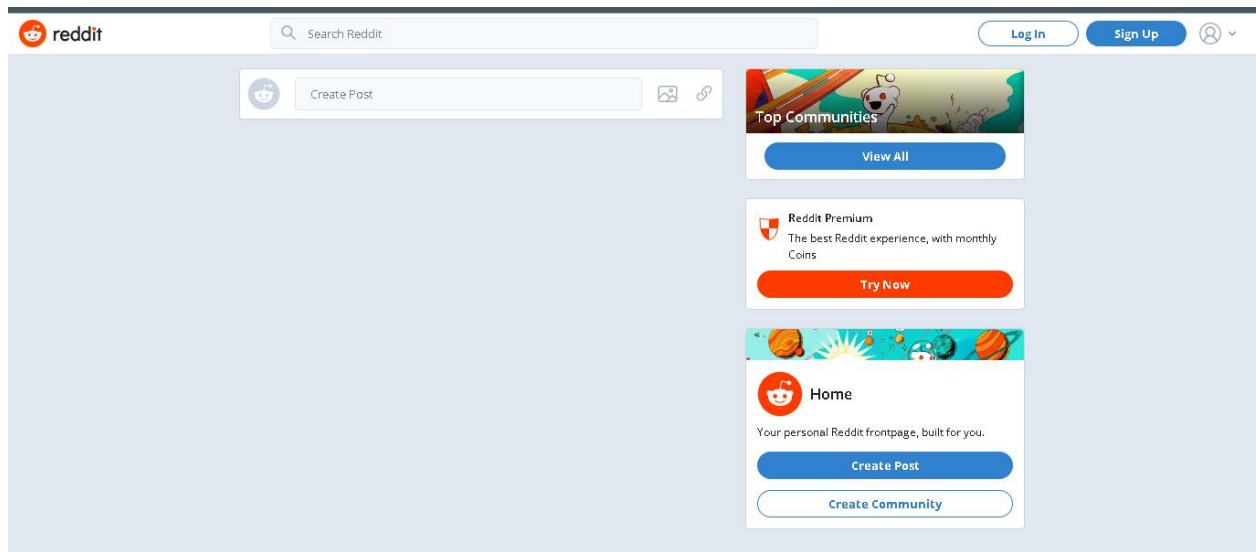 reddit
Search Reddit
Log In
Sign Up
Create Post
Top Communities
View All
Reddit Premium
The best Reddit experience, with monthly
Coins
Try Now
Home
Your personal Reddit frontpage, built for you.
Create Post
Create Community